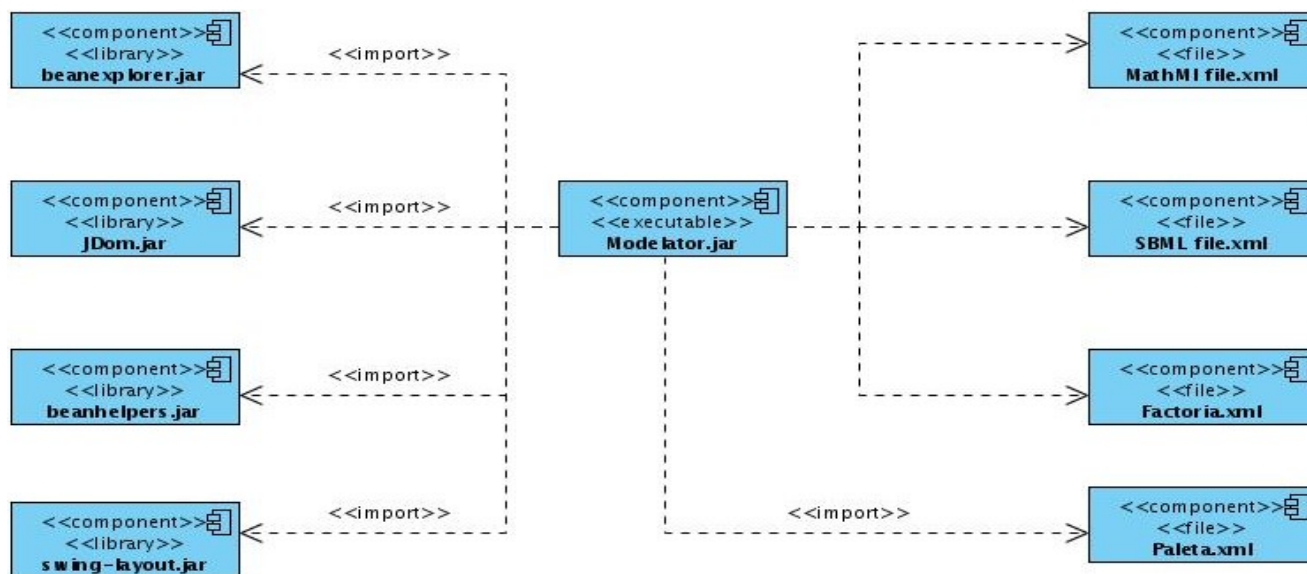 <<component>>
<<library>>
beanexplorer.jar
<<import>>
<<component>>
<<file>>
MathMl file.xml
<<component>>
<<library>>
JDom.jar
<<import>>
<<component>>
<<executable>>
Modelator.jar
<<component>>
<<file>>
SBML file.xml
<<component>>
<<library>>
beanhelpers.jar
<<import>>
<<component>>
<<file>>
Factoria.xml
<<component>>
<<library>>
swing-layout.jar
<<import>>
<<import>>
<<component>>
<<file>>
Paleta.xml